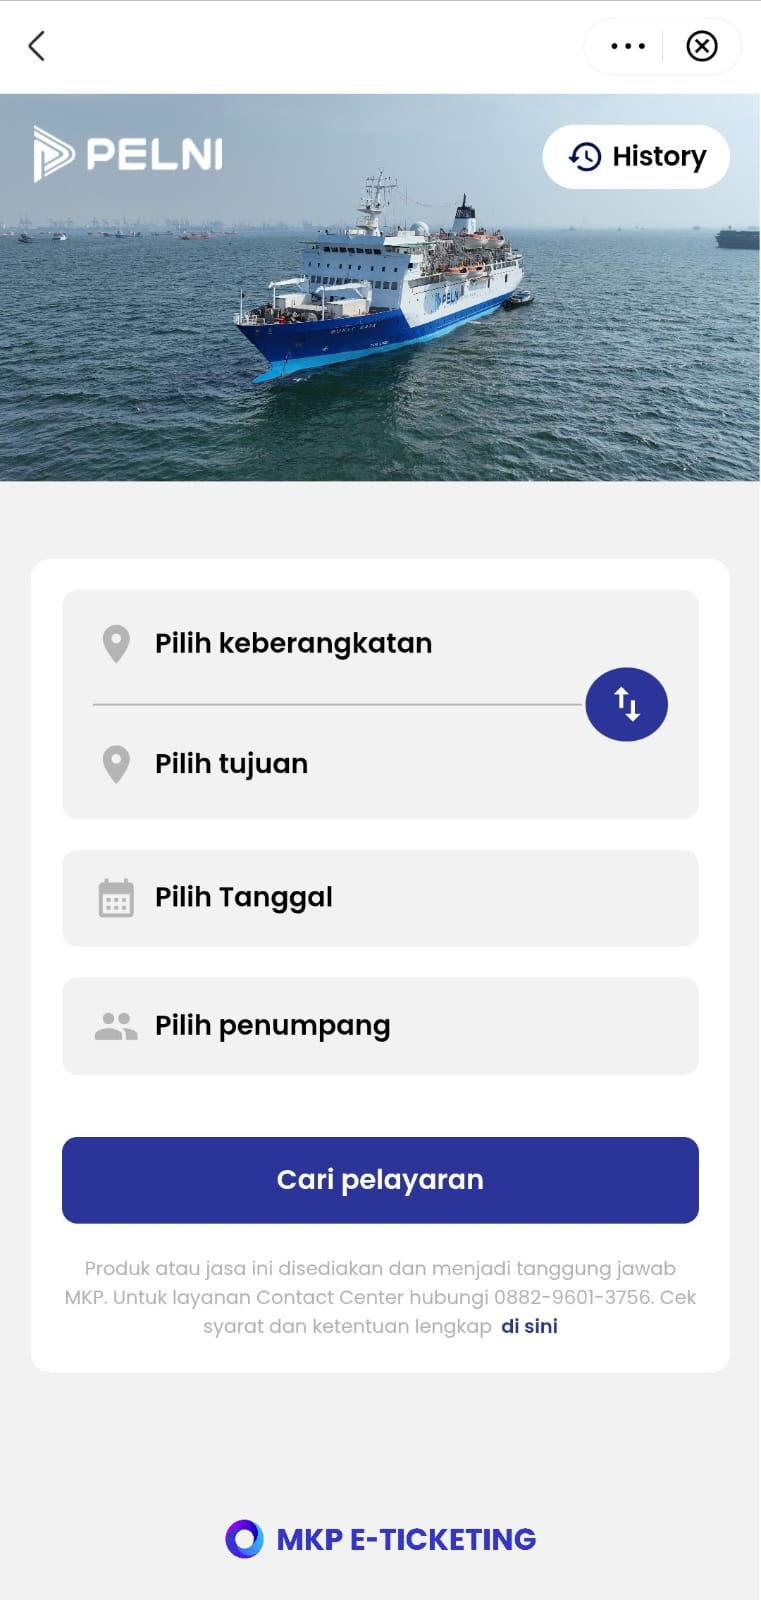 PELNI
History
PELNI
Pilih keberangkatan
Pilih tujuan
Pilih Tanggal
Pilih penumpang
Cari pelayaran
Produk atau jasa ini disediakan dan menjadi tanggung jawab
MKP. Untuk layanan Contact Center hubungi 0882-9601-3756. Cek
syarat dan ketentuan lengkap di sini
MKP E-TICKETING